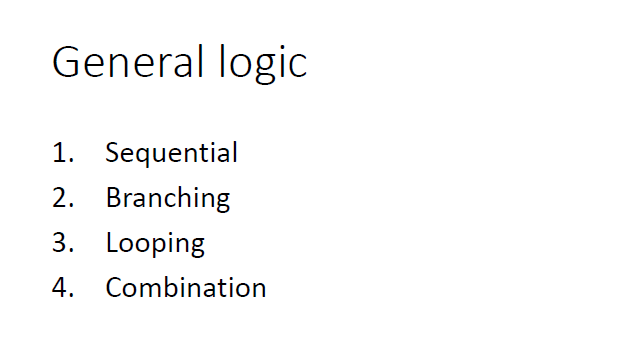 General logic
1. Sequential
2. Branching
3. Looping
4. Combination